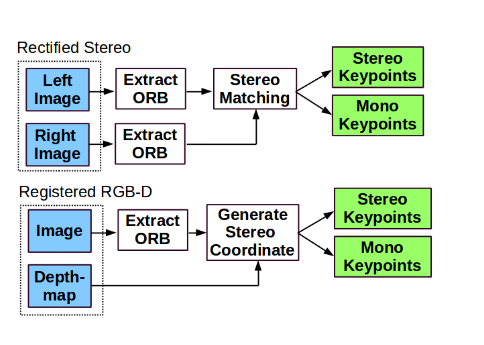 Rectified Stereo
Left
Image
Extract
ORB
Stereo
Matching
Stereo
Keypoints
Mono
Keypoints
Right
Image
Extract
ORB
Registered RGB-D
Image
Extract
ORB
Generate
Stereo
Coordinate
Stereo
Keypoints
Mono
Keypoints
Depth-
map